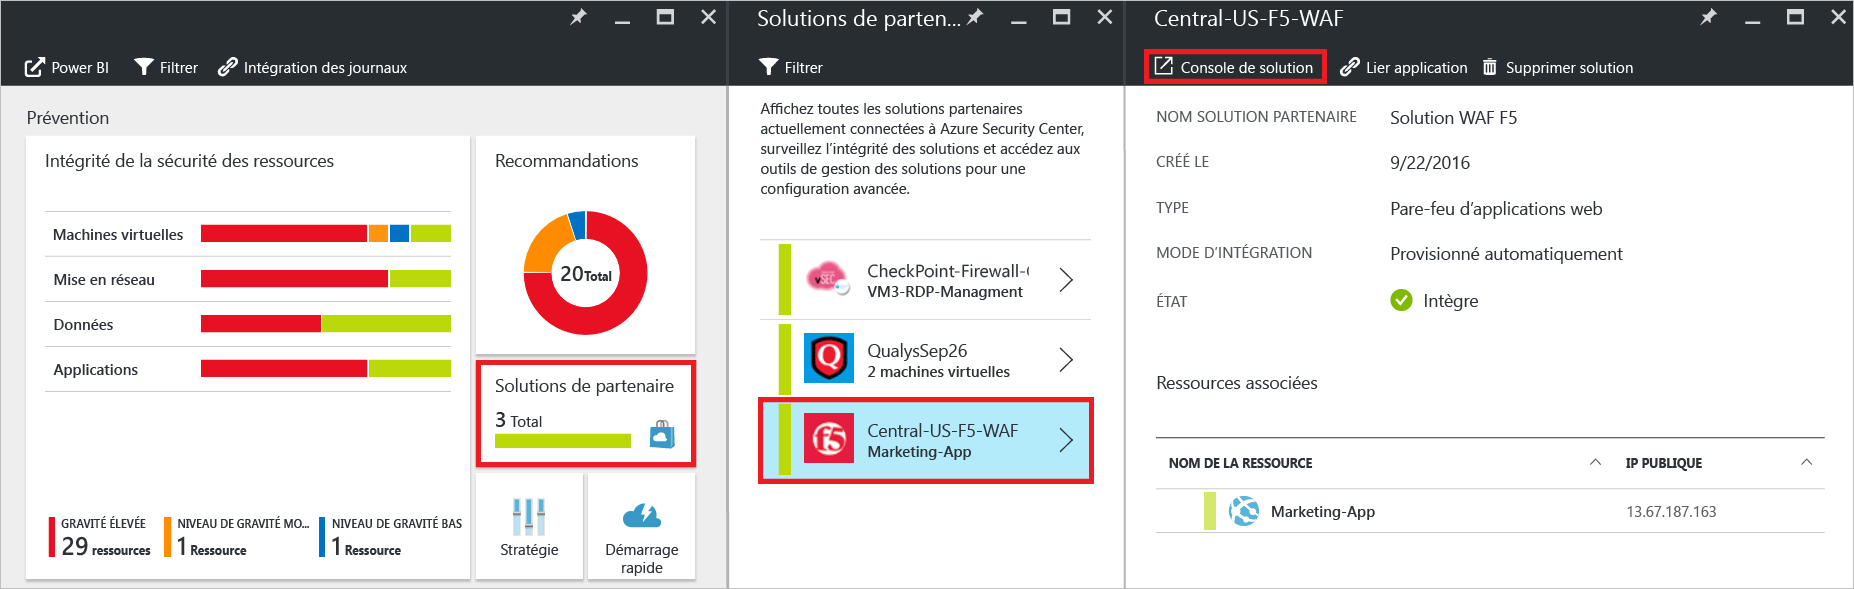 Power BI
Filtrer
Intégration des journaux
Prévention
Intégrité de la sécurité des ressources
Machines virtuelles
Mise en réseau
Données
Applications
GRAVITÉ ÉLEVÉE
29 ressources
NIVEAU DE GRAVITÉ MO...
1 Ressource
NIVEAU DE GRAVITÉ BAS
1 Ressource
Recommandations
20 Total
Solutions de partenaire
3 Total
Stratégie
Démarrage
rapide
Solutions de parten...
Filtrer
Affichez toutes les solutions partenaires
actuellement connectées à Azure Security Center,
surveillez l’intégrité des solutions et accédez aux
outils de gestion des solutions pour une
configuration avancée.
vSEC
CheckPoint-Firewall-
VM3-RDP-Managment
Q
QualysSep26
2 machines virtuelles
f5
Central-US-F5-WAF
Marketing-App
Central-US-F5-WAF
Console de solution
Lier application
Supprimer solution
NOM SOLUTION PARTENAIRE
Solution WAF F5
CRÉÉ LE
9/22/2016
TYPE
Pare-feu d’applications web
MODE D’INTÉGRATION
Provisionné automatiquement
ÉTAT
Intègre
Ressources associées
NOM DE LA RESSOURCE
IP PUBLIQUE
Marketing-App
13.67.187.163